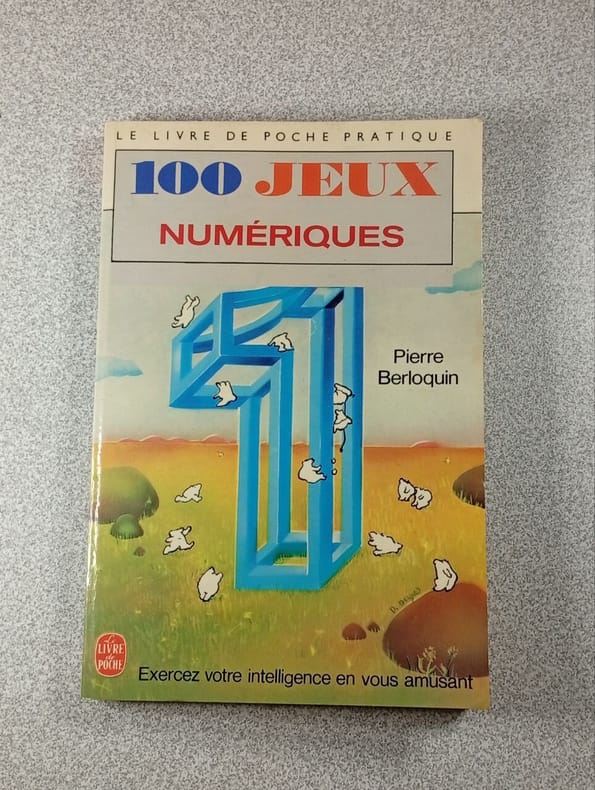 LE LIVRE DE POCHE PRATIQUE
100 JEUX
NUMÉRIQUES
Pierre
Berloquin
Le
LIVRE
de
POCHE
Exercez votre intelligence en vous amusant